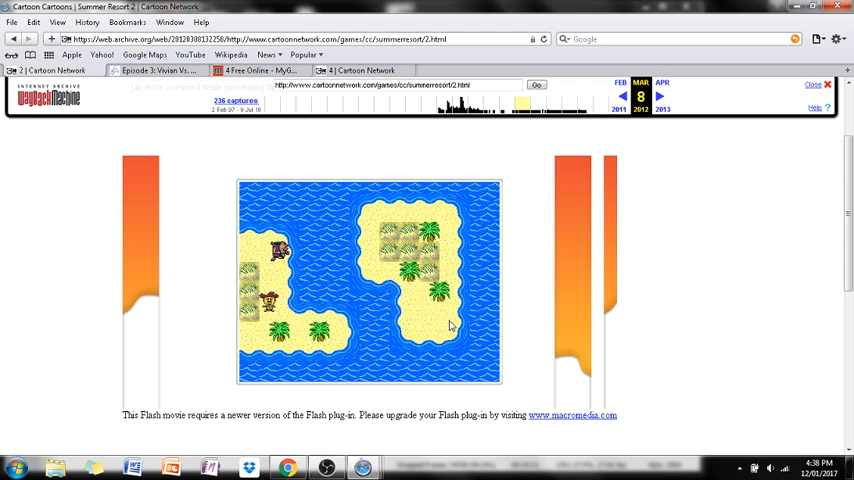 Cartoon Cartoons | Summer Resort 2 | Cartoon Network
File Edit View History Bookmarks Window Help
https://web.archive.org/web/20120308132250/http://www.cartoonnetwork.com/games/cc/summerresort/2.html
Google
Apple Yahoo! Google Maps YouTube Wikipedia News Popular
2 | Cartoon Network
Episode 3: Vivian Vs. ...
4 Free Online - MyG...
4 | Cartoon Network
INTERNET ARCHIVE
WayBackMachine
http://www.cartoonnetwork.com/games/cc/summerresort/2.html
Go
FEB MAR APR
Close
236 captures
8
2 Feb 07 - 9 Jul 16
2011 2012 2013
Help ?
This Flash movie requires a newer version of the Flash plug-in. Please upgrade your Flash plug-in by visiting www.macromedia.com
4:38 PM
12/01/2017